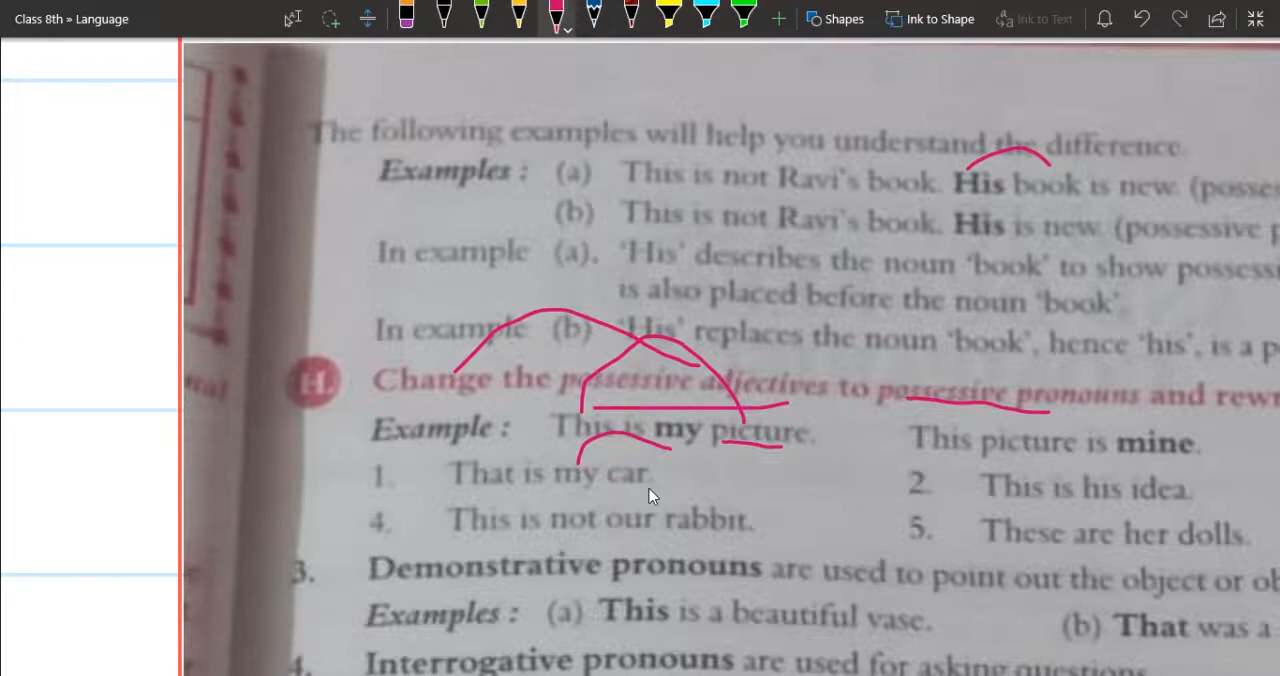 Class 8th » Language
Shapes
Ink to Shape
Ink to Text
The following examples will help you understand the difference.
Examples : (a) This is not Ravi's book. His book is new. (posse
(b) This is not Ravi's book. His is new. (possessive p
In example (a), 'His' describes the noun 'book' to show possessi
is also placed before the noun 'book'.
In example (b) 'His' replaces the noun 'book', hence 'his', is a p
H. Change the possessive adjectives to possessive pronouns and rewr
Example : This is my picture. This picture is mine.
1. That is my car. 2. This is his idea.
4. This is not our rabbit. 5. These are her dolls.
3. Demonstrative pronouns are used to point out the object or ob
Examples : (a) This is a beautiful vase. (b) That was a
4. Interrogative pronouns are used for asking questions.